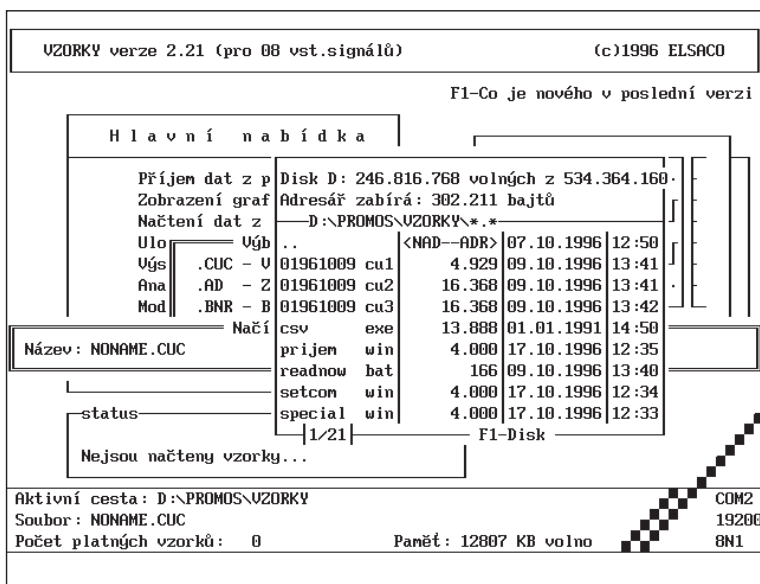 VZORKY verze 2.21 (pro 08 vst.signálů) (c)1996 ELSACO
F1-Co je nového v poslední verzi
Hlavní nabídka
Příjem dat z p
Zobrazení graf
Načtení dat z
Ulo
Výs
Ana
Mod
Výb
.CUC - V
.AD - Z
.BNR - B
Načí
Název: NONAME.CUC
Disk D: 246.816.768 volných z 534.364.160
Adresář zabírá: 302.211 bajtů
D:\PROMOS\VZORKY\*.*
.. <NAD--ADR> 07.10.1996 12:50
01961009 cu1 4.929 09.10.1996 13:41
01961009 cu2 16.368 09.10.1996 13:41
01961009 cu3 16.368 09.10.1996 13:42
csv exe 13.888 01.01.1991 14:50
prijem win 4.000 17.10.1996 12:35
readnow bat 166 09.10.1996 13:40
setcom win 4.000 17.10.1996 12:34
special win 4.000 17.10.1996 12:33
1/21 F1-Disk
status
Nejsou načteny vzorky...
Aktivní cesta: D:\PROMOS\VZORKY COM2
Soubor: NONAME.CUC 19200
Počet platných vzorků: 0 Paměť: 12807 KB volno 8N1